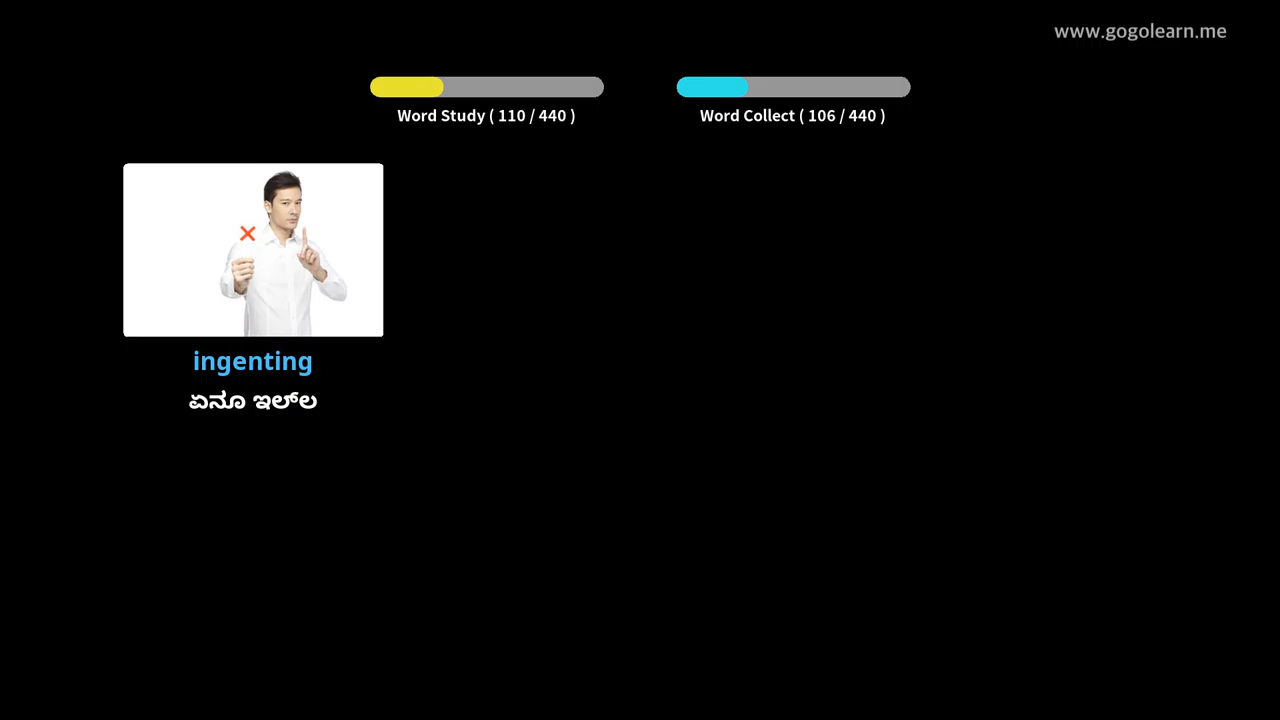 www.gogolearn.me
Word Study ( 110 / 440 )
Word Collect ( 106 / 440 )
ingenting
ಏನೂ ಇಲ್ಲ